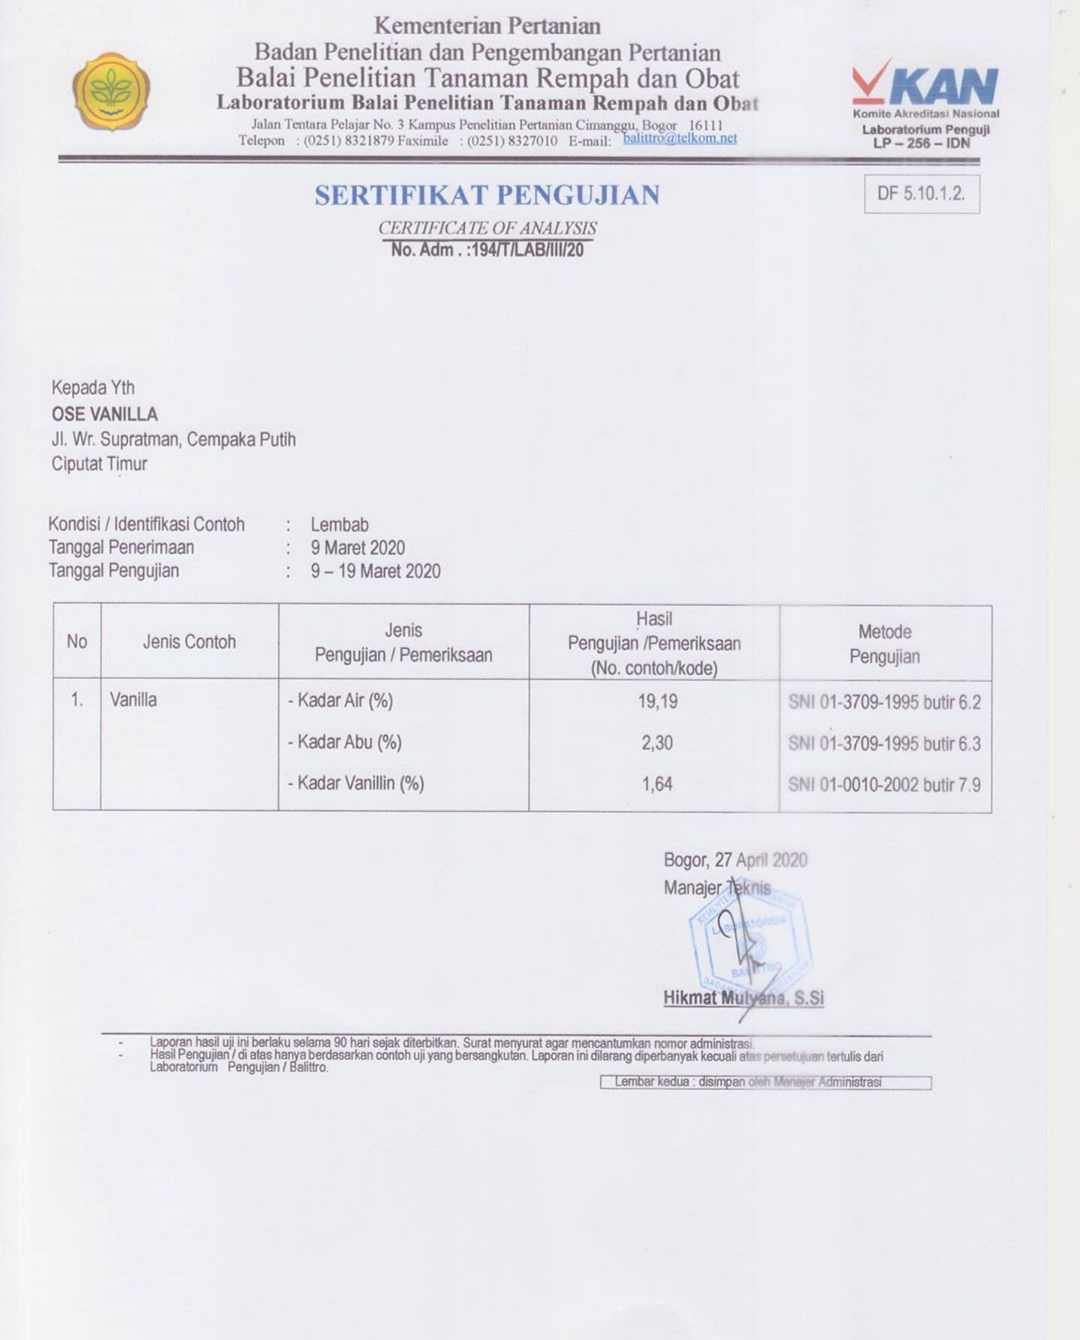 Kementerian Pertanian
Badan Penelitian dan Pengembangan Pertanian
Balai Penelitian Tanaman Rempah dan Obat
Laboratorium Balai Penelitian Tanaman Rempah dan Obat
Jalan Tentara Pelajar No. 3 Kampus Penelitian Pertanian Cimanggu, Bogor 16111
Telepon : (0251) 8321879 Faximile : (0251) 8327010 E-mail: balittro@telkom.net
KAN
Komite Akreditasi Nasional
Laboratorium Penguji
LP – 256 – IDN
SERTIFIKAT PENGUJIAN
DF 5.10.1.2.
CERTIFICATE OF ANALYSIS
No. Adm . :194/T/LAB/III/20
Kepada Yth
OSE VANILLA
Jl. Wr. Supratman, Cempaka Putih
Ciputat Timur
Kondisi / Identifikasi Contoh : Lembab
Tanggal Penerimaan : 9 Maret 2020
Tanggal Pengujian : 9 – 19 Maret 2020
No Jenis Contoh Jenis Pengujian / Pemeriksaan Hasil Pengujian /Pemeriksaan (No. contoh/kode) Metode Pengujian
1. Vanilla - Kadar Air (%) 19,19 SNI 01-3709-1995 butir 6.2
- Kadar Abu (%) 2,30 SNI 01-3709-1995 butir 6.3
- Kadar Vanillin (%) 1,64 SNI 01-0010-2002 butir 7.9
Bogor, 27 April 2020
Manajer Teknis
LABORATORIUM
BALITTRO
Hikmat Mulyana, S.Si
- Laporan hasil uji ini berlaku selama 90 hari sejak diterbitkan. Surat menyurat agar mencantumkan nomor administrasi.
- Hasil Pengujian / di atas hanya berdasarkan contoh uji yang bersangkutan. Laporan ini dilarang diperbanyak kecuali atas persetujuan tertulis dari
Laboratorium Pengujian / Balittro.
Lembar kedua : disimpan oleh Manajer Administrasi